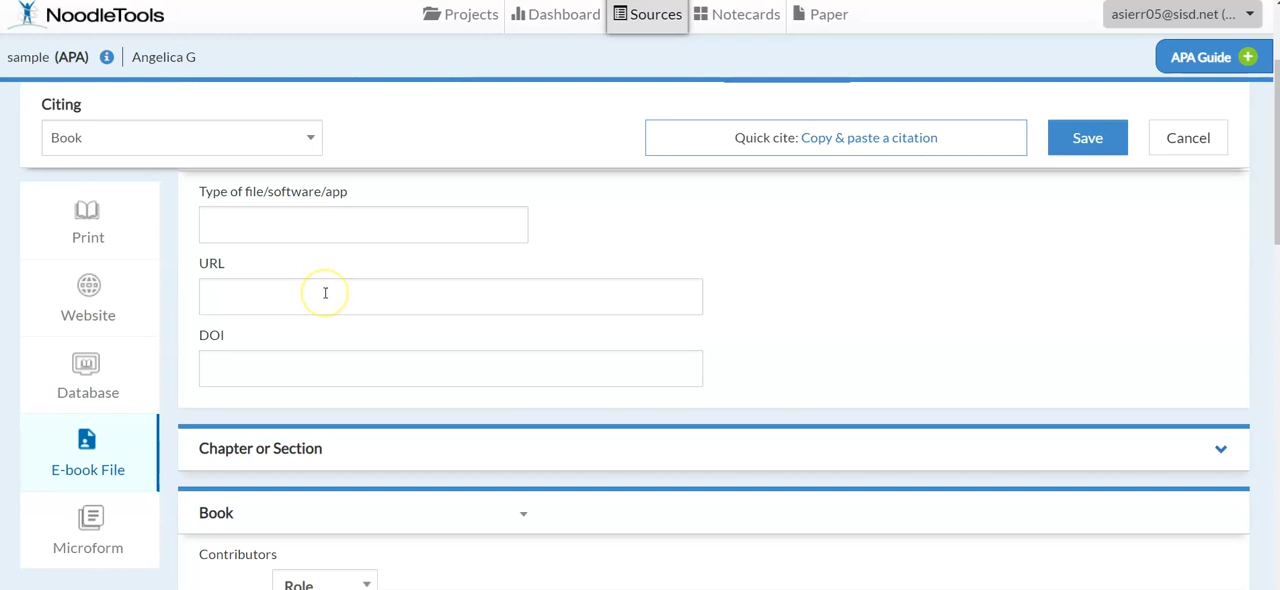 NoodleTools
Projects
Dashboard
Sources
Notecards
Paper
asierr05@sisd.net (...
sample (APA)
Angelica G
APA Guide
Citing
Book
Quick cite: Copy & paste a citation
Save
Cancel
Print
Website
Database
E-book File
Microform
Type of file/software/app
URL
DOI
Chapter or Section
Book
Contributors
Role